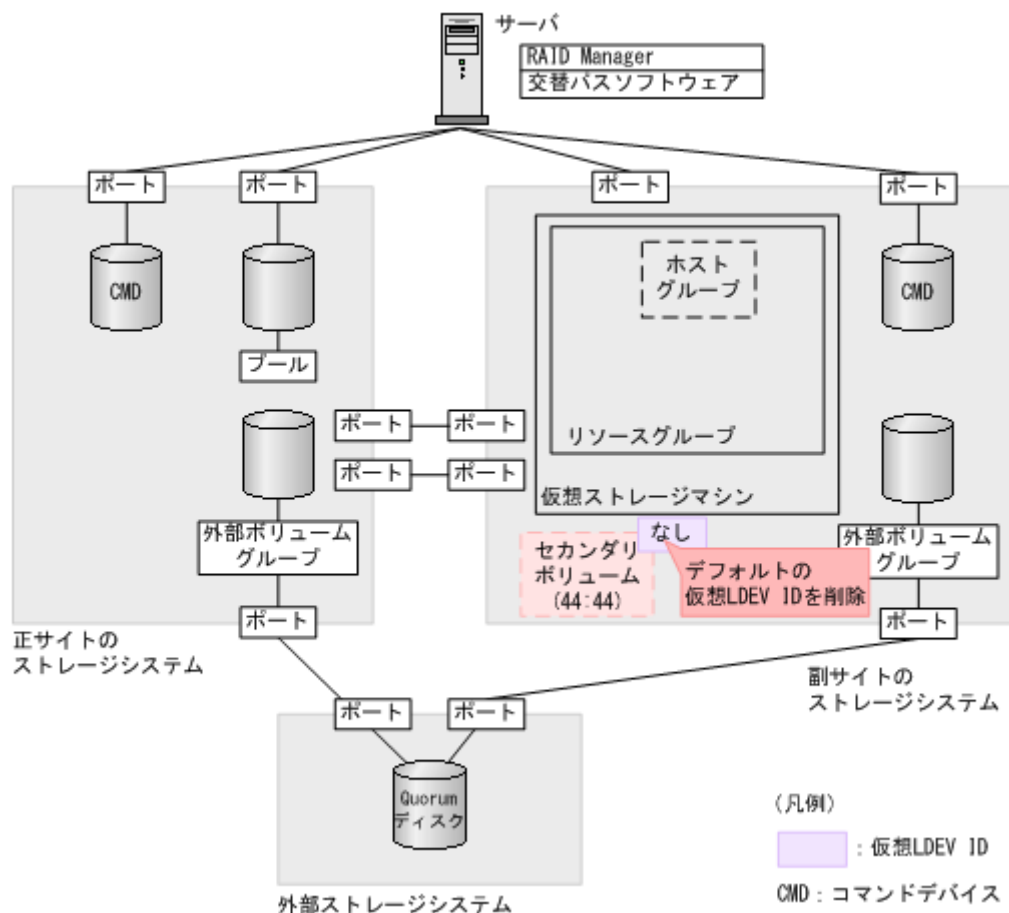 サーバ
RAID Manager
交替パスソフトウェア
ポート
ポート
ポート
ポート
CMD
ホスト
グループ
CMD
プール
ポート
ポート
リソースグループ
ポート
ポート
仮想ストレージマシン
外部ボリューム
グループ
なし
セカンダリ
ボリューム
(44:44)
デフォルトの
仮想LDEV IDを削除
外部ボリューム
グループ
ポート
ポート
正サイトの
ストレージシステム
副サイトの
ストレージシステム
ポート
ポート
Quorum
ディスク
外部ストレージシステム
(凡例)
：仮想LDEV ID
CMD：コマンドデバイス